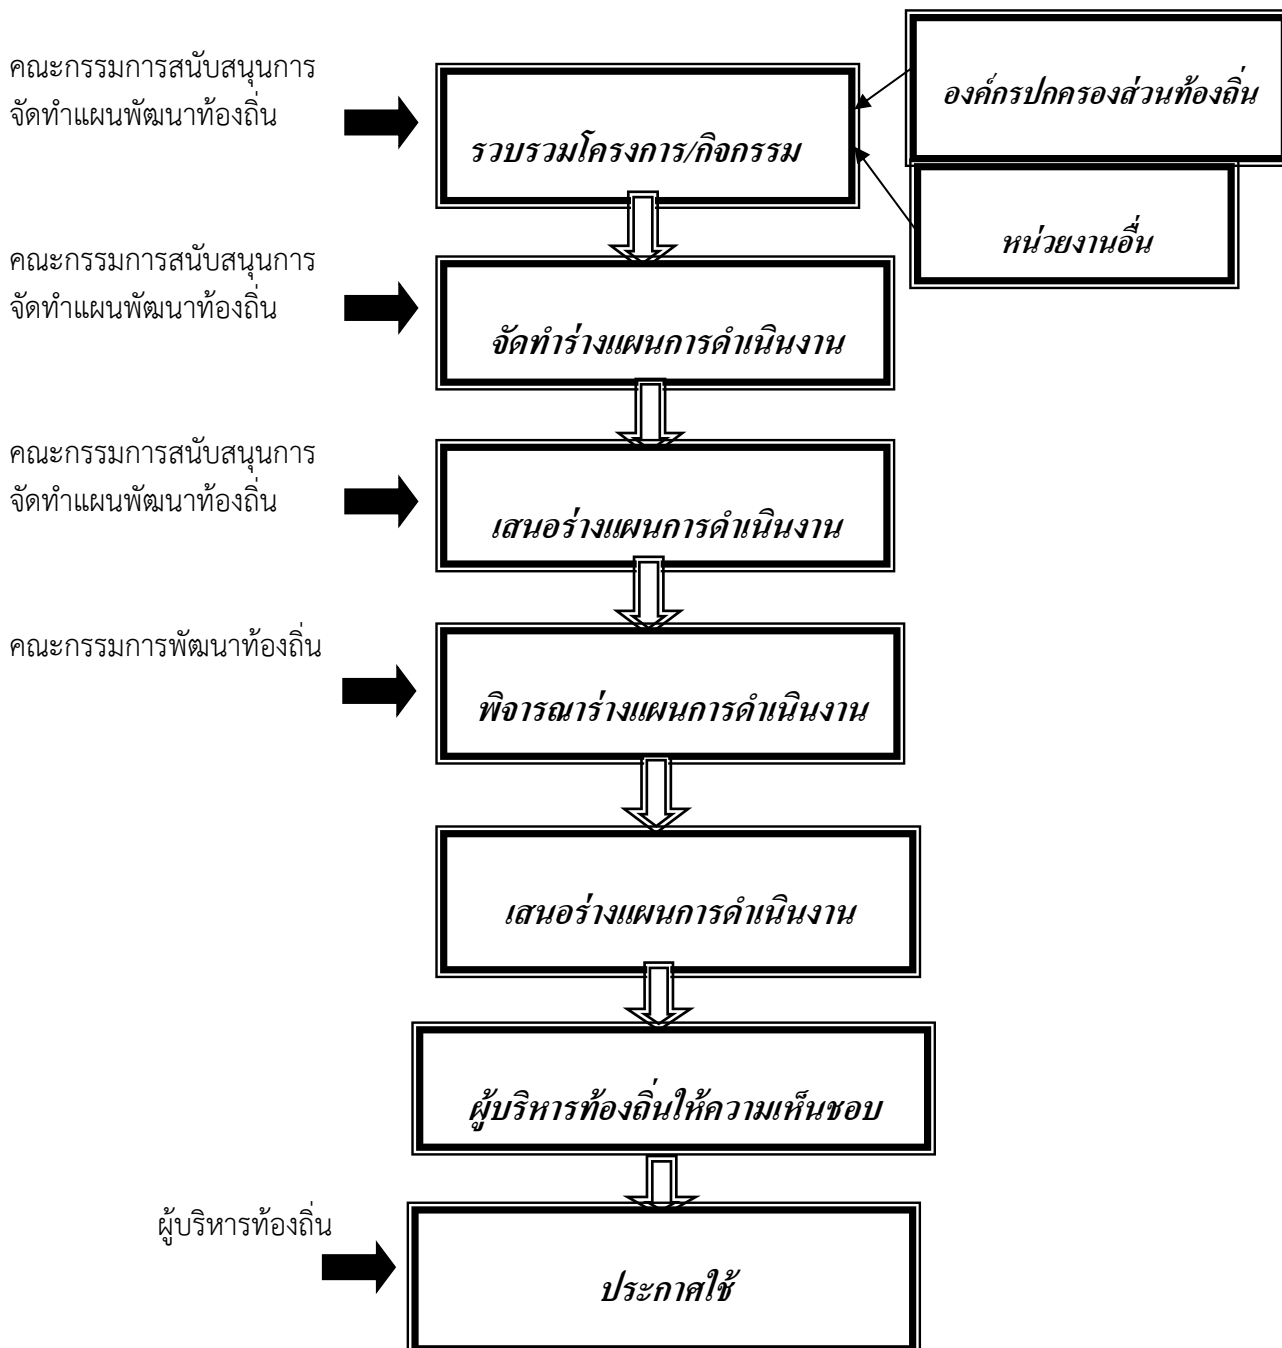 คณะกรรมการสนับสนุนการ
จัดทำแผนพัฒนาท้องถิ่น
รวบรวมโครงการ/กิจกรรม
องค์กรปกครองส่วนท้องถิ่น
หน่วยงานอื่น
คณะกรรมการสนับสนุนการ
จัดทำแผนพัฒนาท้องถิ่น
จัดทำร่างแผนการดำเนินงาน
คณะกรรมการสนับสนุนการ
จัดทำแผนพัฒนาท้องถิ่น
เสนอร่างแผนการดำเนินงาน
คณะกรรมการพัฒนาท้องถิ่น
พิจารณาร่างแผนการดำเนินงาน
เสนอร่างแผนการดำเนินงาน
ผู้บริหารท้องถิ่นให้ความเห็นชอบ
ผู้บริหารท้องถิ่น
ประกาศใช้